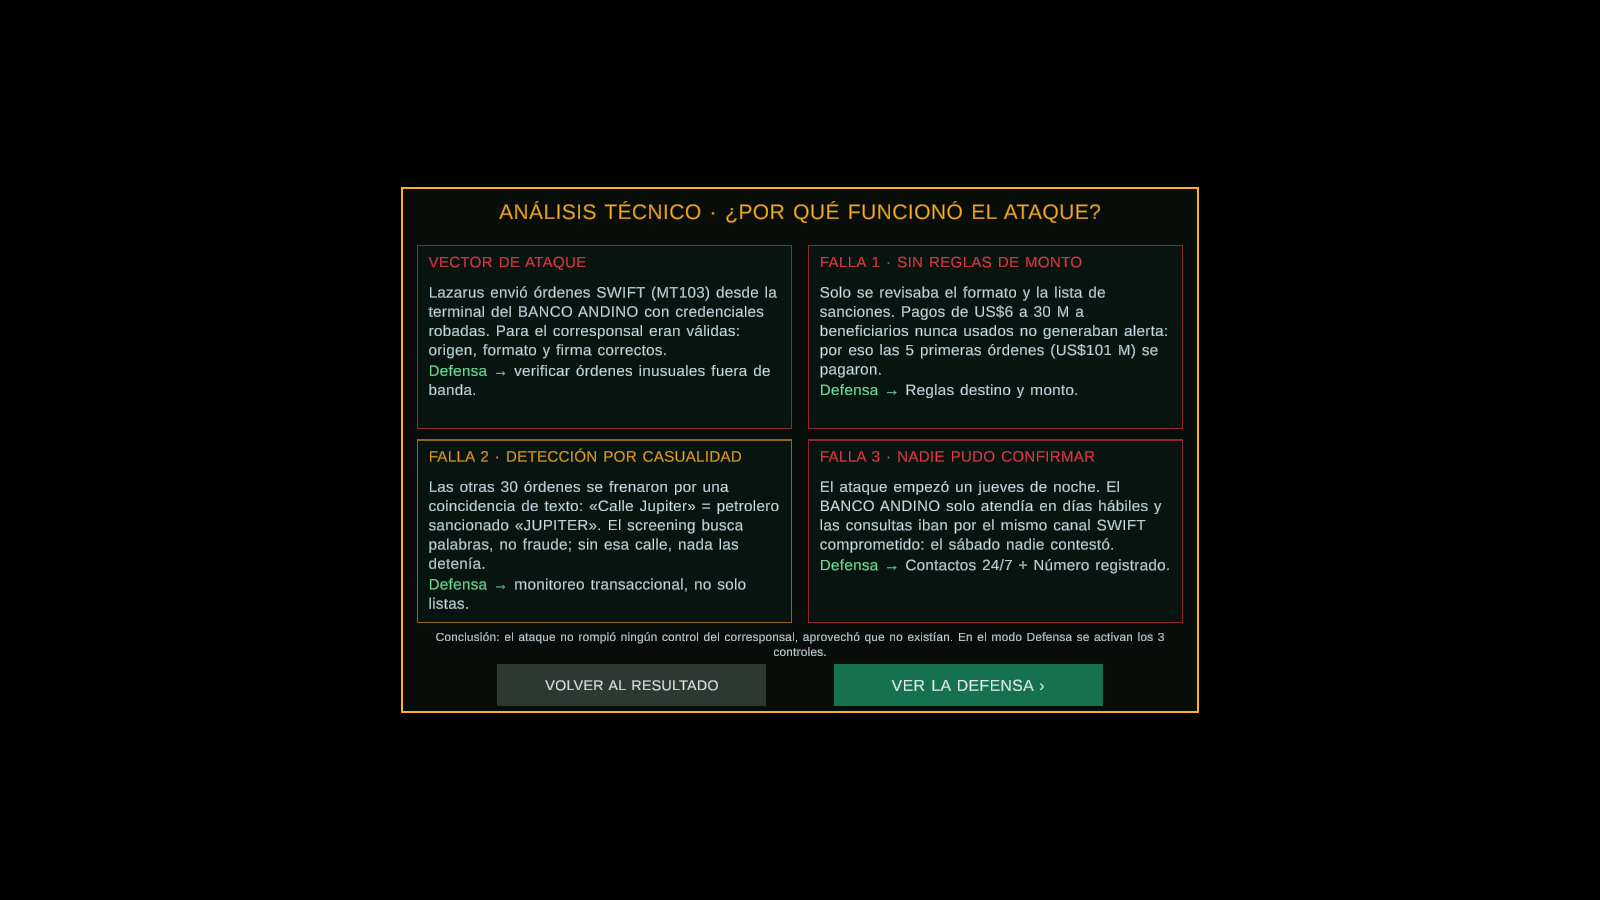 ANÁLISIS TÉCNICO · ¿POR QUÉ FUNCIONÓ EL ATAQUE?
VECTOR DE ATAQUE
Lazarus envió órdenes SWIFT (MT103) desde la
terminal del BANCO ANDINO con credenciales
robadas. Para el corresponsal eran válidas:
origen, formato y firma correctos.
Defensa → verificar órdenes inusuales fuera de
banda.
FALLA 1 · SIN REGLAS DE MONTO
Solo se revisaba el formato y la lista de
sanciones. Pagos de US$6 a 30 M a
beneficiarios nunca usados no generaban alerta:
por eso las 5 primeras órdenes (US$101 M) se
pagaron.
Defensa → Reglas destino y monto.
FALLA 2 · DETECCIÓN POR CASUALIDAD
Las otras 30 órdenes se frenaron por una
coincidencia de texto: «Calle Jupiter» = petrolero
sancionado «JUPITER». El screening busca
palabras, no fraude; sin esa calle, nada las
detenía.
Defensa → monitoreo transaccional, no solo
listas.
FALLA 3 · NADIE PUDO CONFIRMAR
El ataque empezó un jueves de noche. El
BANCO ANDINO solo atendía en días hábiles y
las consultas iban por el mismo canal SWIFT
comprometido: el sábado nadie contestó.
Defensa → Contactos 24/7 + Número registrado.
Conclusión: el ataque no rompió ningún control del corresponsal, aprovechó que no existían. En el modo Defensa se activan los 3
controles.
VOLVER AL RESULTADO
VER LA DEFENSA ›